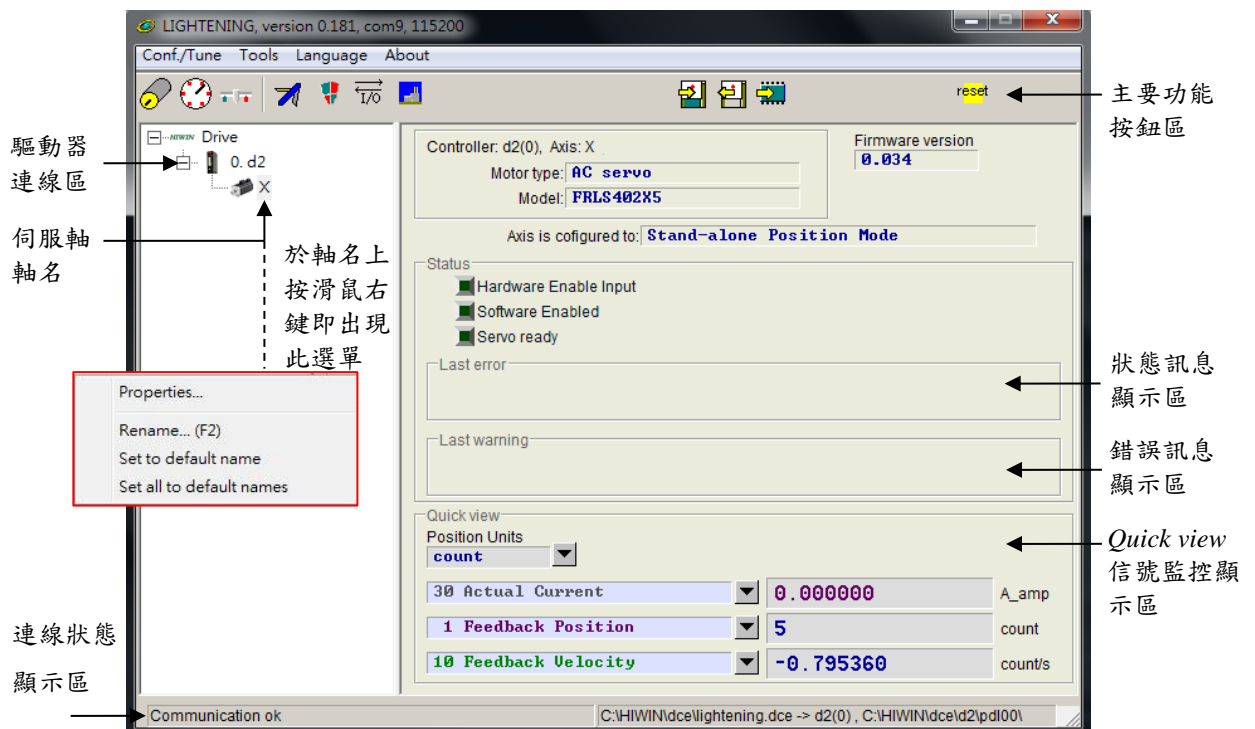 LIGHTENING, version 0.181, com9, 115200
Conf./Tune Tools Language About
I/O
reset
主要功能
按鈕區
驅動器
連線區
伺服軸
軸名
HIWIN Drive
0. d2
X
於軸名上
按滑鼠右
鍵即出現
此選單
Properties...
Rename... (F2)
Set to default name
Set all to default names
Controller: d2(0), Axis: X
Motor type: AC servo
Model: FRLS402X5
Firmware version
0.034
Axis is cofigured to: Stand-alone Position Mode
Status
Hardware Enable Input
Software Enabled
Servo ready
Last error
狀態訊息
顯示區
Last warning
錯誤訊息
顯示區
Quick view
Position Units
count
Quick view
信號監控顯
示區
30 Actual Current 0.000000 A_amp
1 Feedback Position 5 count
10 Feedback Velocity -0.795360 count/s
連線狀態
顯示區
Communication ok
C:\HIWIN\dce\lightening.dce -> d2(0) , C:\HIWIN\dce\d2\pdl00\